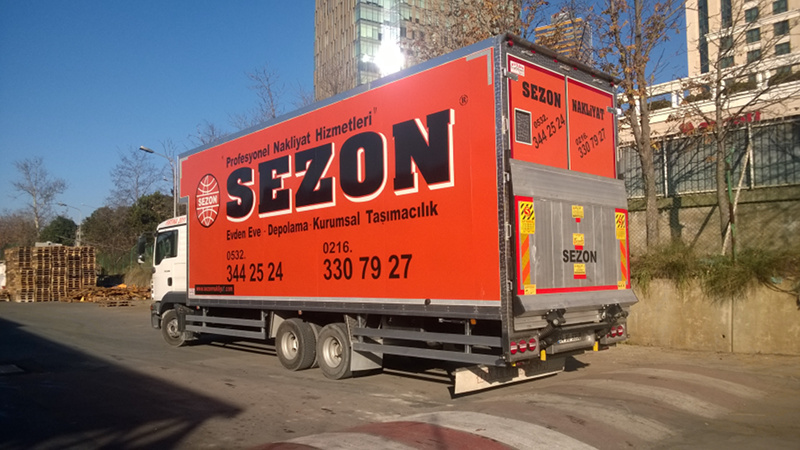 "Profesyonel Nakliyat Hizmetleri"
®
SEZON
SEZON
Evden Eve - Depolama - Kurumsal Taşımacılık
0532. 0216.
344 25 24 330 79 27
SEZON NAKLİYAT
0532. 0216.
344 25 24 330 79 27
SEZON